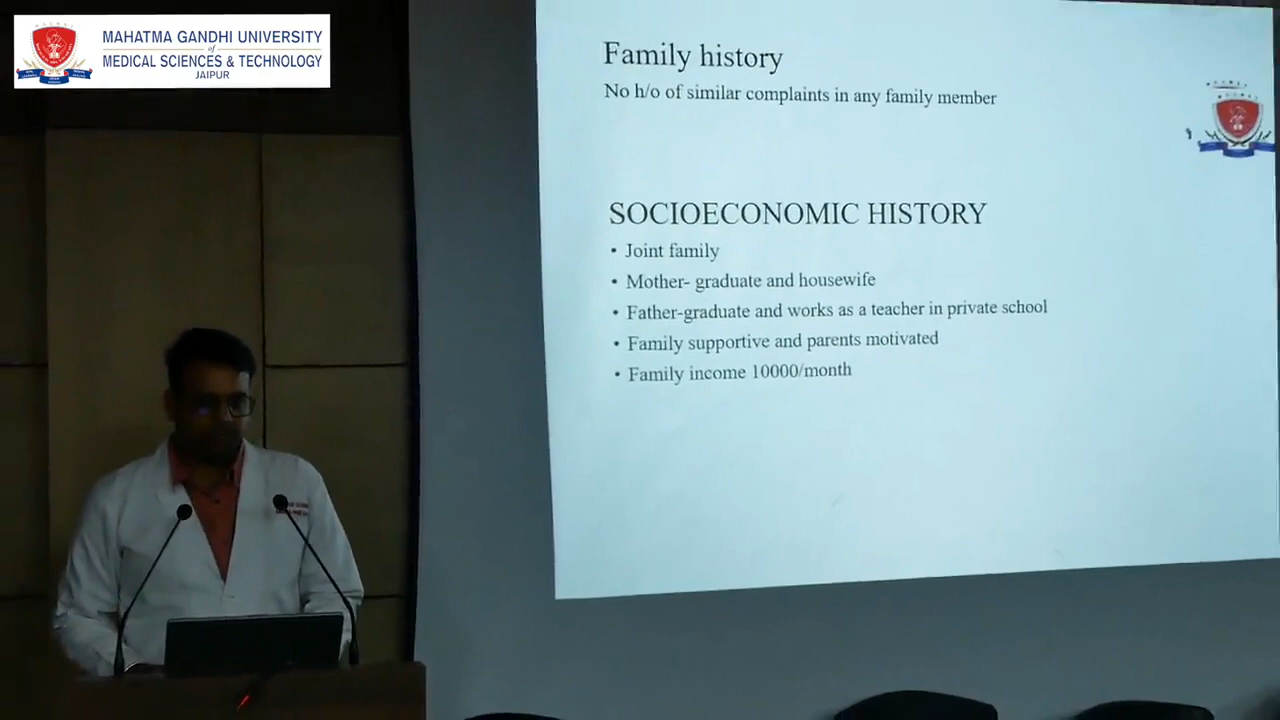 MAHATMA GANDHI UNIVERSITY
of
MEDICAL SCIENCES & TECHNOLOGY
JAIPUR
Family history
No h/o of similar complaints in any family member
SOCIOECONOMIC HISTORY
• Joint family
• Mother- graduate and housewife
• Father-graduate and works as a teacher in private school
• Family supportive and parents motivated
• Family income 10000/month